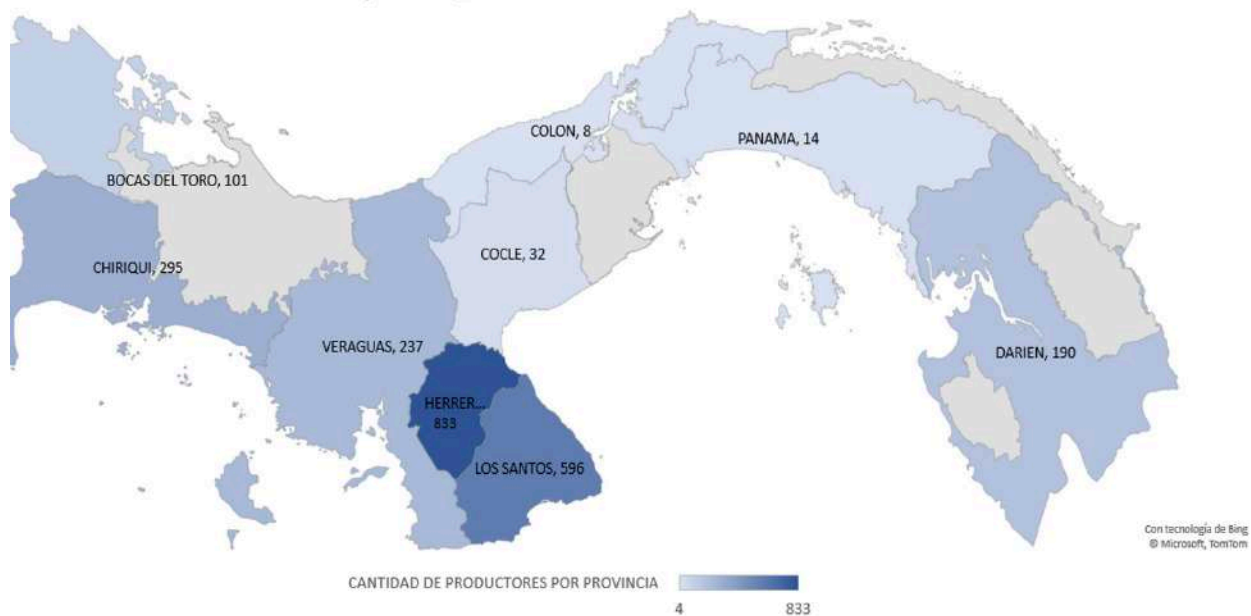 COLON, 8
PANAMA, 14
BOCAS DEL TORO, 101
COCLE, 32
CHIRIQUI, 295
VERAGUAS, 237
DARIEN, 190
HERRER...
833
LOS SANTOS, 596
Con tecnología de Bing
© Microsoft, TomTom
CANTIDAD DE PRODUCTORES POR PROVINCIA
4 833